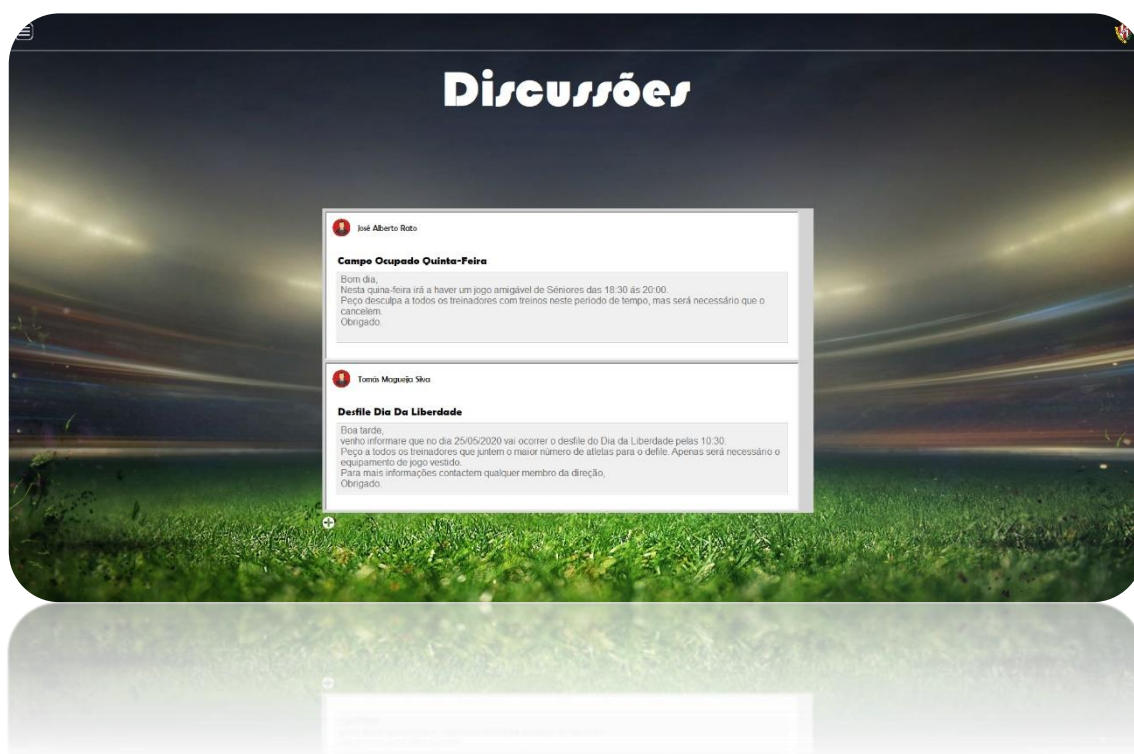 Discussões
José Alberto Rato
Campo Ocupado Quinta-Feira
Bom dia,
Nesta quina-feira irá a haver um jogo amigável de Séniores das 18:30 ás 20:00.
Peço desculpa a todos os treinadores com treinos neste periodo de tempo, mas será necessário que o
cancelem.
Obrigado.
Tomás Magueija Silva
Desfile Dia Da Liberdade
Boa tarde,
venho informare que no dia 25/05/2020 vai ocorrer o desfile do Dia da Liberdade pelas 10:30.
Peço a todos os treinadores que juntem o maior número de atletas para o defile. Apenas será necessário o
equipamento de jogo vestido.
Para mais informações contactem qualquer membro da direção,
Obrigado.